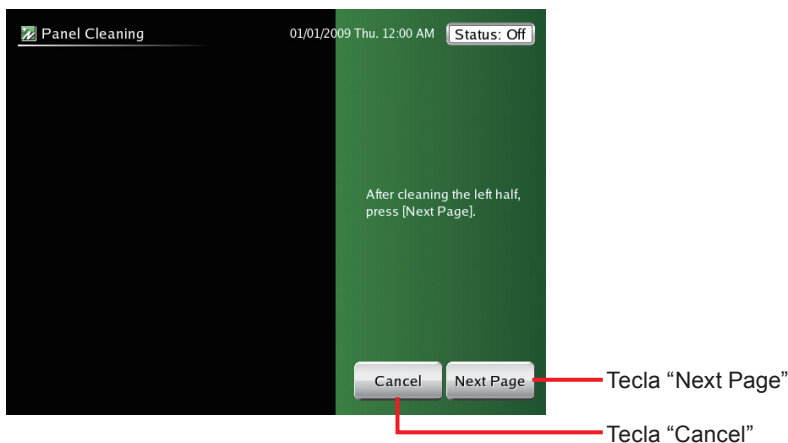 Panel Cleaning
01/01/2009 Thu. 12:00 AM
Status: Off
After cleaning the left half,
press [Next Page].
Cancel
Next Page
Tecla “Next Page”
Tecla “Cancel”